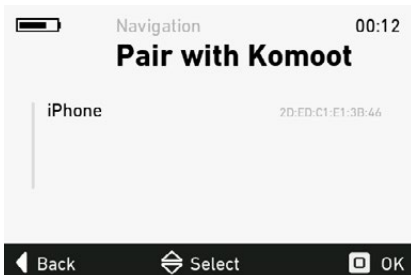 Navigation
00:12
Pair with Komoot
iPhone
2D:ED:C1:E1:3B:46
Back
Select
OK